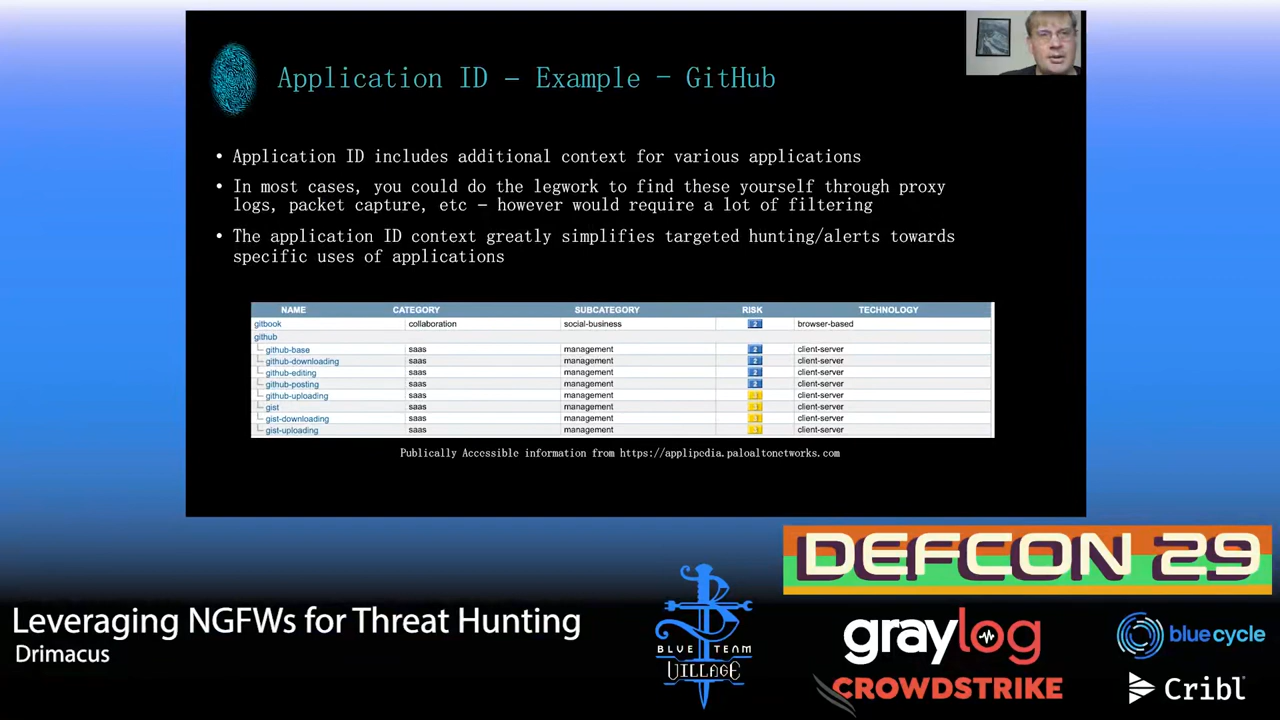 Application ID – Example – GitHub
• Application ID includes additional context for various applications
• In most cases, you could do the legwork to find these yourself through proxy
logs, packet capture, etc – however would require a lot of filtering
• The application ID context greatly simplifies targeted hunting/alerts towards
specific uses of applications
NAME CATEGORY SUBCATEGORY RISK TECHNOLOGY
gitbook collaboration social-business 2 browser-based
github
github-base saas management 2 client-server
github-downloading saas management 2 client-server
github-editing saas management 2 client-server
github-posting saas management 2 client-server
github-uploading saas management client-server
gist saas management client-server
gist-downloading saas management client-server
gist-uploading saas management client-server
Publically Accessible information from https://applipedia.paloaltonetworks.com
DEFCON 29
Leveraging NGFWs for Threat Hunting
Drimacus
BLUE TEAM
VILLAGE
graylog
blue cycle
CROWDSTRIKE
Cribl